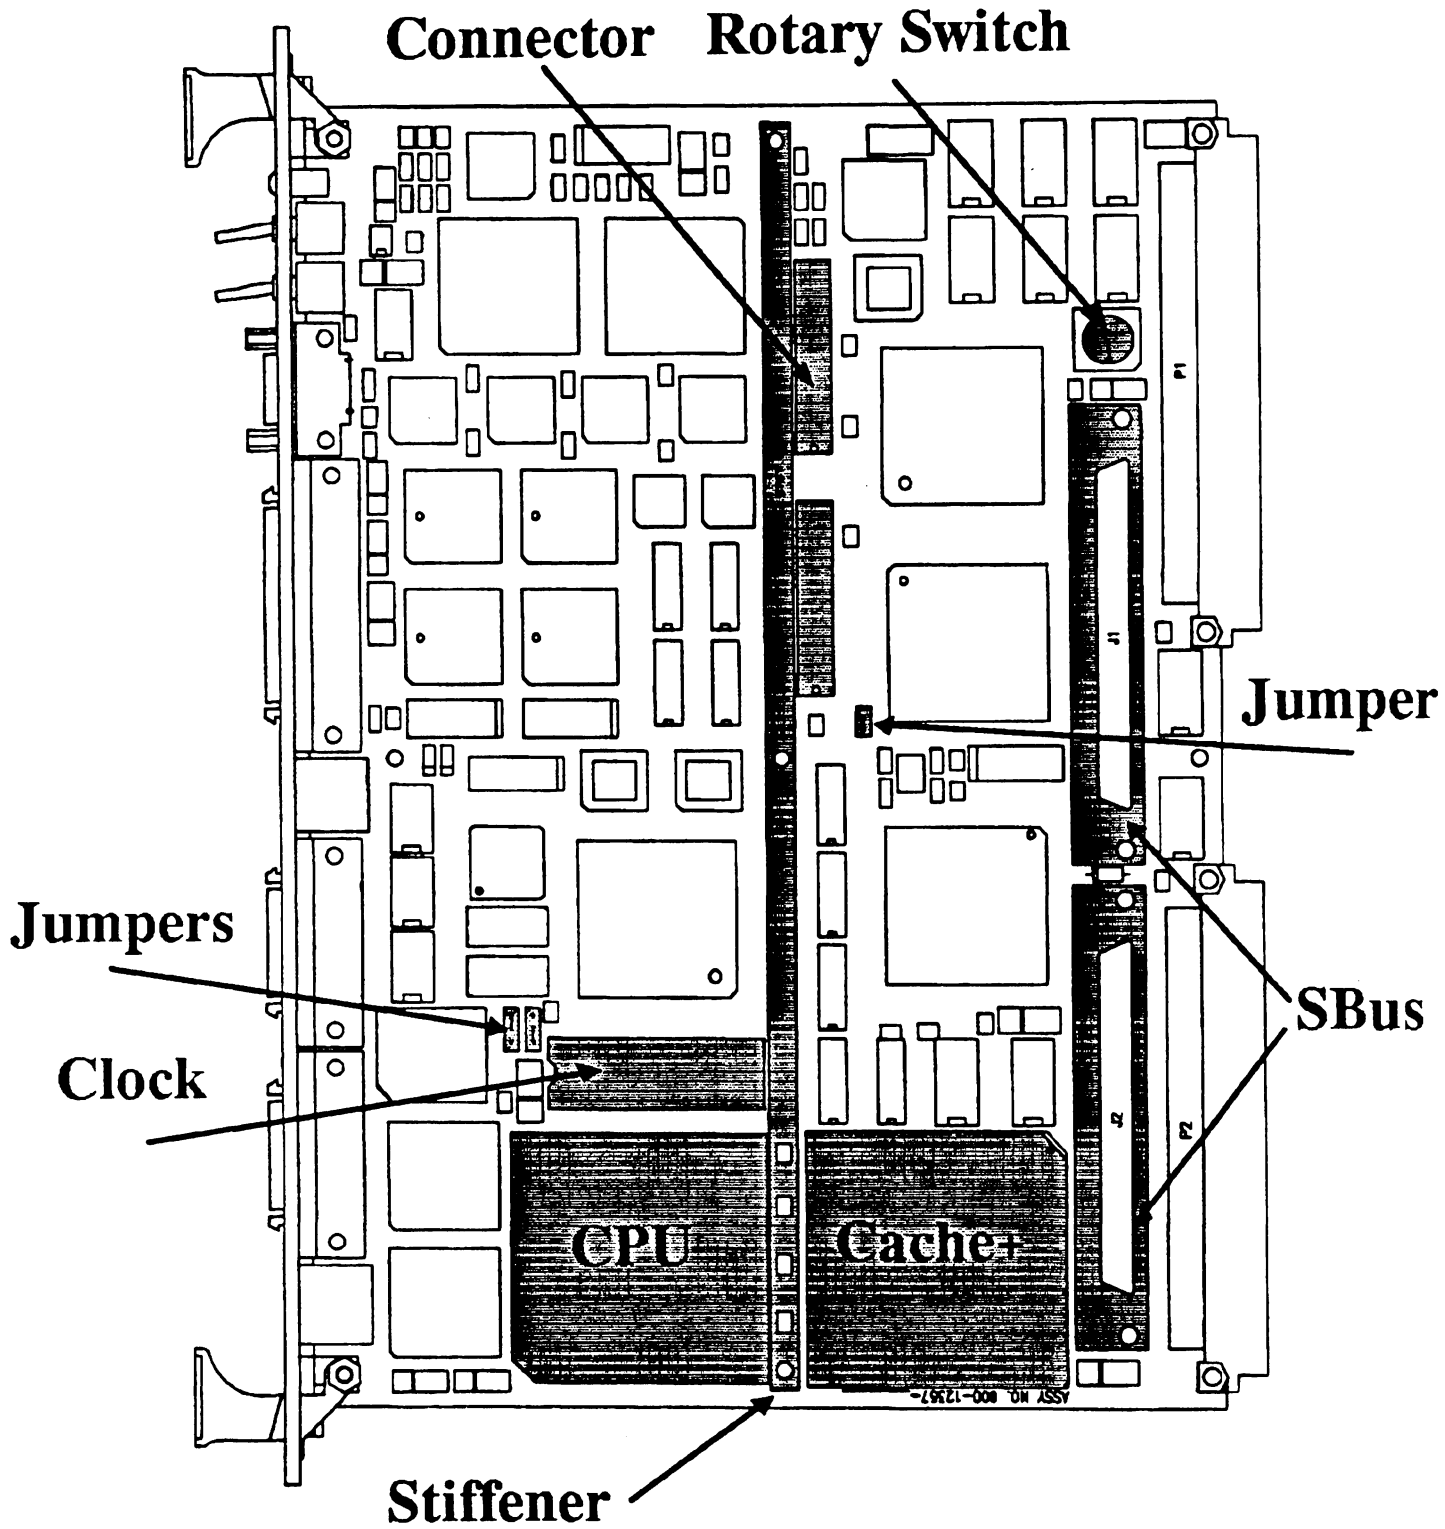 Connector Rotary Switch
P1
J1
Jumper
Jumpers
SBus
Clock
J2
P2
CPU
Cache+
ASSY NO. 800-12367-
Stiffener